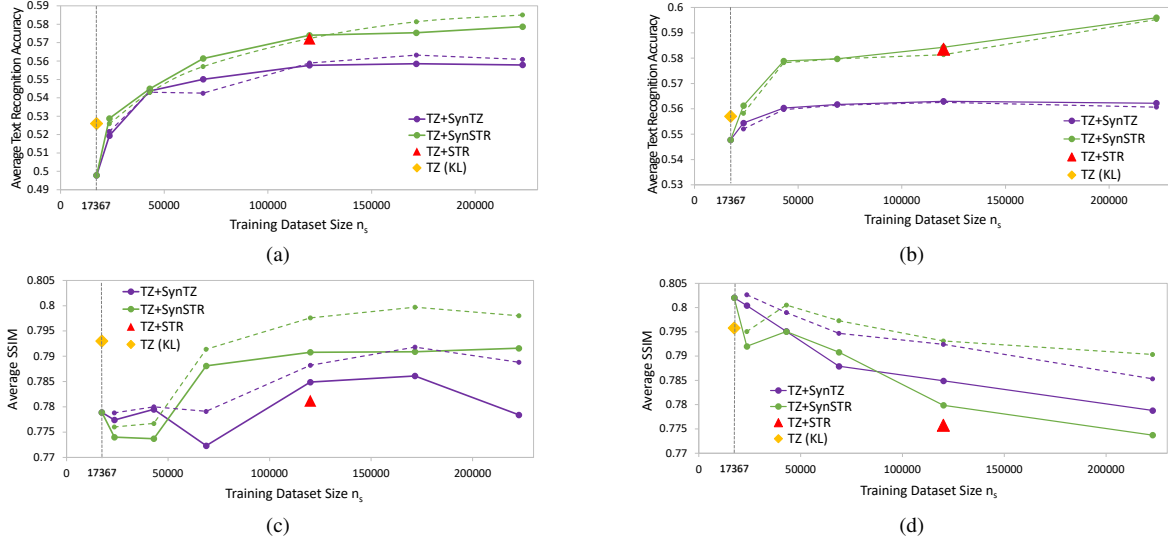 Average Text Recognition Accuracy
0.59
0.58
0.57
0.56
0.55
0.54
0.53
0.52
0.51
0.5
0.49
TZ+SynTZ
TZ+SynSTR
TZ+STR
TZ (KL)
0
17367
50000
100000
150000
200000
Training Dataset Size ns
(a)
Average Text Recognition Accuracy
0.6
0.59
0.58
0.57
0.56
0.55
0.54
0.53
TZ+SynTZ
TZ+SynSTR
TZ+STR
TZ (KL)
0
17367
50000
100000
150000
200000
Training Dataset Size ns
(b)
Average SSIM
0.805
0.8
0.795
0.79
0.785
0.78
0.775
0.77
TZ+SynTZ
TZ+SynSTR
TZ+STR
TZ (KL)
0
17367
50000
100000
150000
200000
Training Dataset Size ns
(c)
Average SSIM
0.805
0.8
0.795
0.79
0.785
0.78
0.775
0.77
TZ+SynTZ
TZ+SynSTR
TZ+STR
TZ (KL)
0
17367
50000
100000
150000
200000
Training Dataset Size ns
(d)